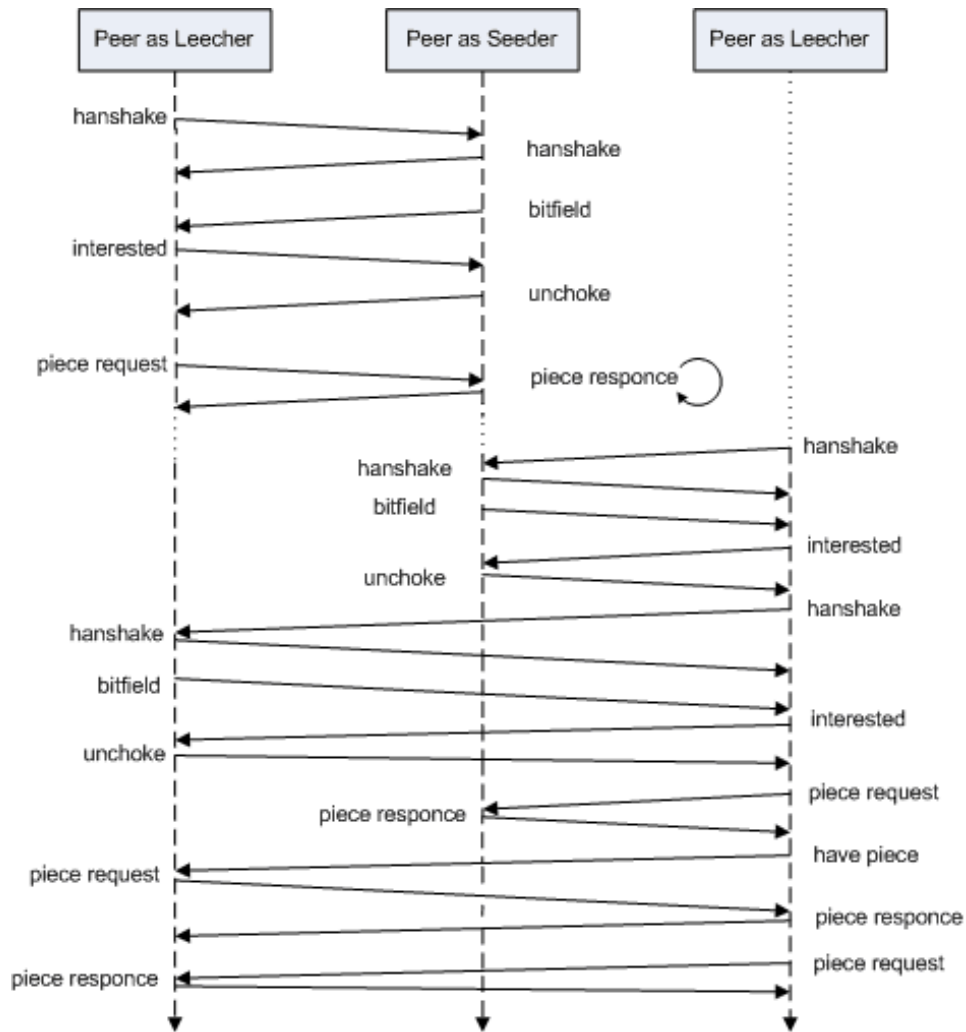 Peer as Leecher
Peer as Seeder
Peer as Leecher
hanshake
hanshake
bitfield
interested
unchoke
piece request
piece responce
hanshake
hanshake
bitfield
interested
unchoke
hanshake
hanshake
bitfield
interested
unchoke
piece request
piece responce
have piece
piece request
piece responce
piece request
piece responce